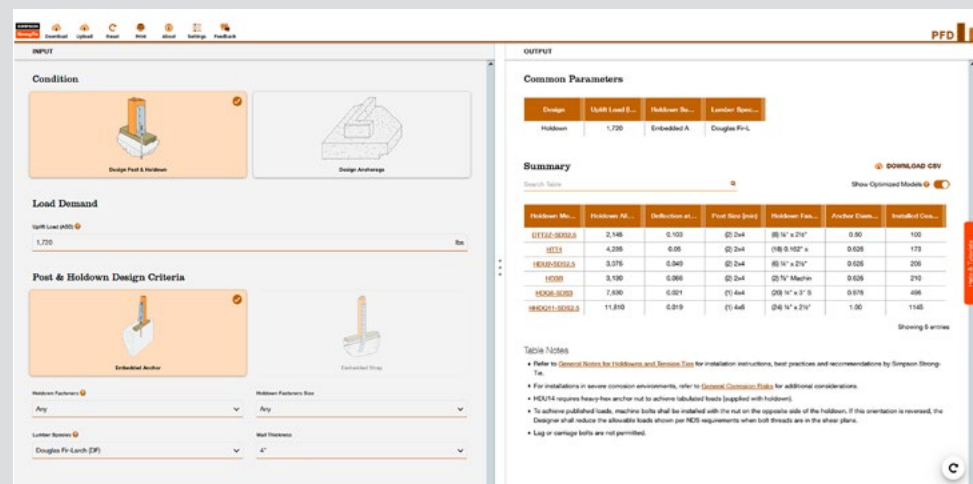 SIMPSON
Strong-Tie
Download Upload Reset Print About Settings Feedback
PFD
INPUT
Condition
Design Post & Holdown
Design Anchorage
Load Demand
Uplift Load (ASD)
1,720 lbs
Post & Holdown Design Criteria
Embedded Anchor
Embedded Strap
Holdown Fasteners Holdown Fasteners Size
Any Any
Lumber Species Wall Thickness
Douglas Fir-Larch (DF) 4"
OUTPUT
Common Parameters
Design Uplift Load (l... Holdown Su... Lumber Spec...
Holdown 1,720 Embedded A Douglas Fir-L
Summary
DOWNLOAD CSV
Search Table
Show Optimized Models
Holdown Mo... Holdown All... Deflection at... Post Size (min) Holdown Fas... Anchor Diam... Installed Cos...
DTT2Z-SDS2.5 2,145 0.103 (2) 2x4 (8) ¼" x 2½" 0.50 100
HTT4 4,235 0.05 (2) 2x4 (18) 0.162" x 0.625 173
HDU2-SDS2.5 3,075 0.049 (2) 2x4 (6) ¼" x 2½" 0.625 206
HD3B 3,130 0.066 (2) 2x4 (2) ⅝" Machin 0.625 210
HDQ8-SDS3 7,630 0.021 (1) 4x4 (20) ¼" x 3" S 0.875 496
HHDQ11-SDS2.5 11,810 0.019 (1) 4x6 (24) ¼" x 2½" 1.00 1145
Showing 6 entries
Table Notes
• Refer to General Notes for Holdowns and Tension Ties for installation instructions, best practices and recommendations by Simpson Strong-
Tie.
• For installations in severe corrosion environments, refer to General Corrosion Risks for additional considerations.
• HDU14 requires heavy-hex anchor nut to achieve tabulated loads (supplied with holdown).
• To achieve published loads, machine bolts shall be installed with the nut on the opposite side of the holdown. If this orientation is reversed, the
Designer shall reduce the allowable loads shown per NDS requirements when bolt threads are in the shear plane.
• Lag or carriage bolts are not permitted.
Help & Tutorials